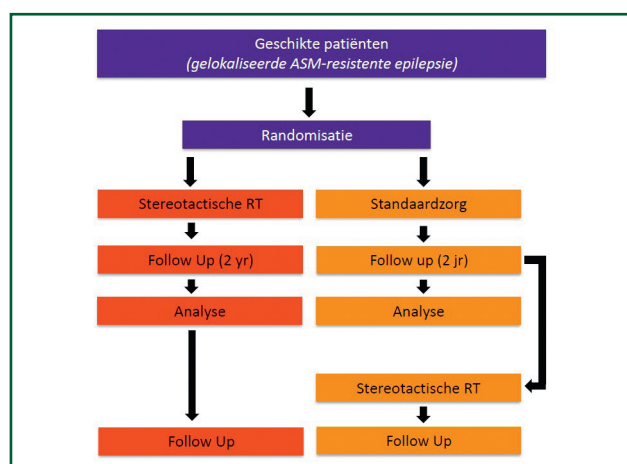 Geschikte patiënten
(gelokaliseerde ASM-resistente epilepsie)
Randomisatie
Stereotactische RT
Standaardzorg
Follow Up (2 yr)
Follow up (2 jr)
Analyse
Analyse
Stereotactische RT
Follow Up
Follow Up